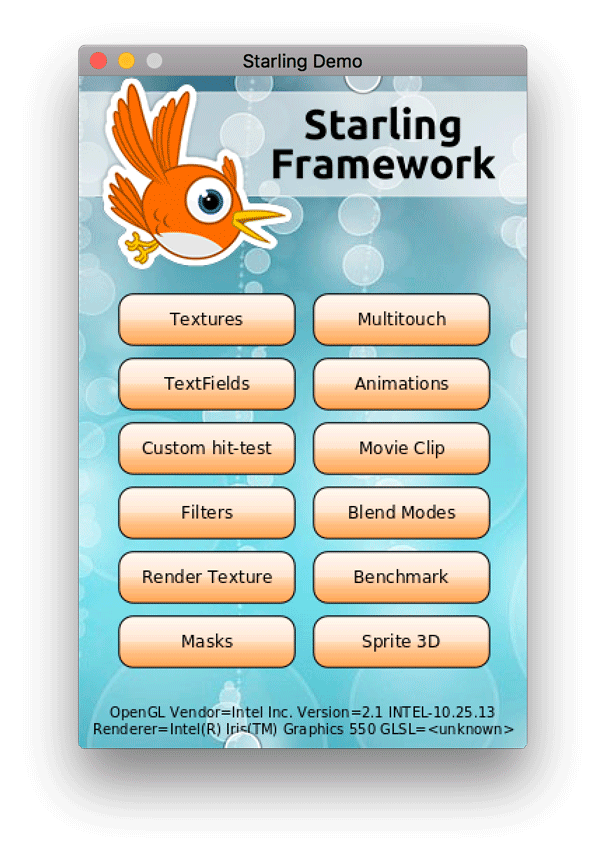 Starling Demo
Starling
Framework
Textures
Multitouch
TextFields
Animations
Custom hit-test
Movie Clip
Filters
Blend Modes
Render Texture
Benchmark
Masks
Sprite 3D
OpenGL Vendor=Intel Inc. Version=2.1 INTEL-10.25.13
Renderer=Intel(R) Iris(TM) Graphics 550 GLSL=<unknown>